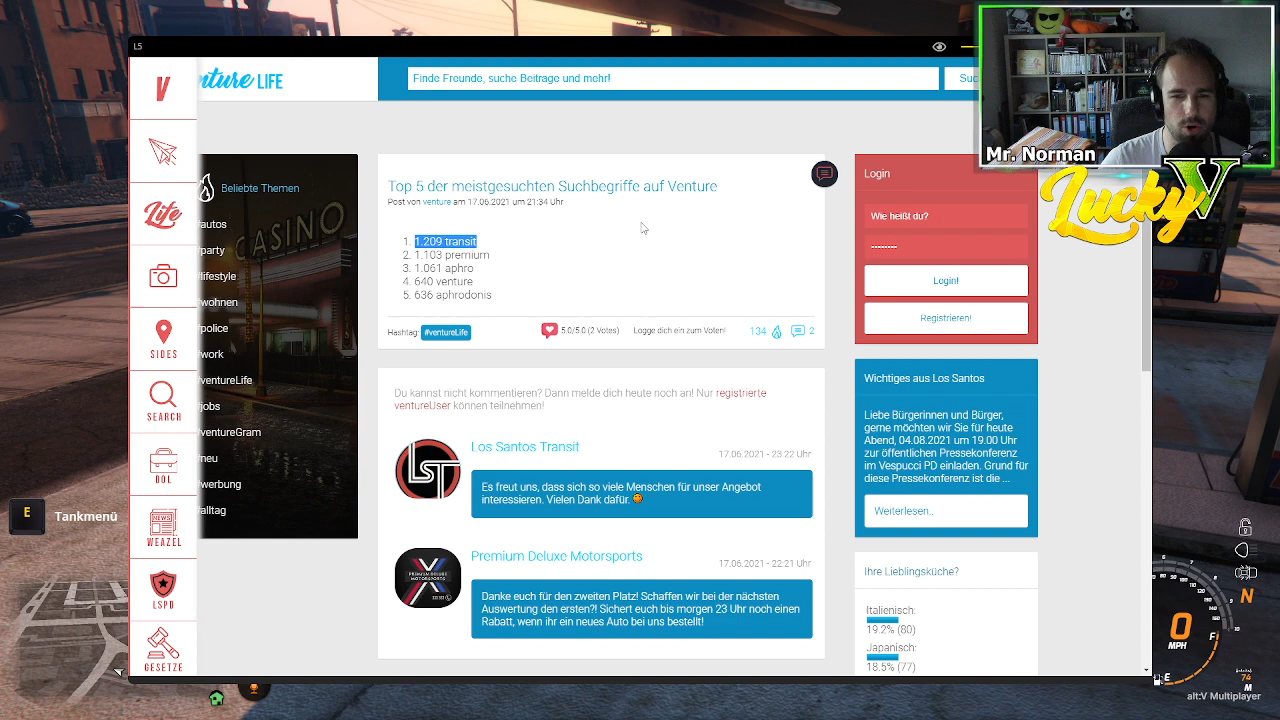 L5
V
venture LIFE
Finde Freunde, suche Beiträge und mehr!
Suc
Mr. Norman
Lucky V
Life
SIDES
SEARCH
DOL
NEWS
WEAZEL
LSPD
GESETZE
Beliebte Themen
#autos
#party
#lifestyle
#wohnen
#police
#work
#ventureLife
#jobs
#ventureGram
#neu
#werbung
#alltag
CASINO
Top 5 der meistgesuchten Suchbegriffe auf Venture
Post von venture am 17.06.2021 um 21:34 Uhr
1. 1.209 transit
2. 1.103 premium
3. 1.061 aphro
4. 640 venture
5. 636 aphrodonis
Hashtag: #ventureLife
5.0/5.0 (2 Votes)
Logge dich ein zum Voten!
134
2
Du kannst nicht kommentieren? Dann melde dich heute noch an! Nur registrierte
ventureUser können teilnehmen!
LST
Los Santos Transit
17.06.2021 - 23:22 Uhr
Es freut uns, dass sich so viele Menschen für unser Angebot
interessieren. Vielen Dank dafür.
PREMIUM DELUXE
MOTORSPORTS
Premium Deluxe Motorsports
17.06.2021 - 22:21 Uhr
Danke euch für den zweiten Platz! Schaffen wir bei der nächsten
Auswertung den ersten?! Sichert euch bis morgen 23 Uhr noch einen
Rabatt, wenn ihr ein neues Auto bei uns bestellt!
Login
Wie heißt du?
Login!
Registrieren!
Wichtiges aus Los Santos
Liebe Bürgerinnen und Bürger,
gerne möchten wir Sie für heute
Abend, 04.08.2021 um 19.00 Uhr
zur öffentlichen Pressekonferenz
im Vespucci PD einladen. Grund für
diese Pressekonferenz ist die ...
Weiterlesen..
Ihre Lieblingsküche?
Italienisch:
19.2% (80)
Japanisch:
18.5% (77)
E
Tankmenü
N
0
MPH
F
E
74
M
alt:V Multiplayer